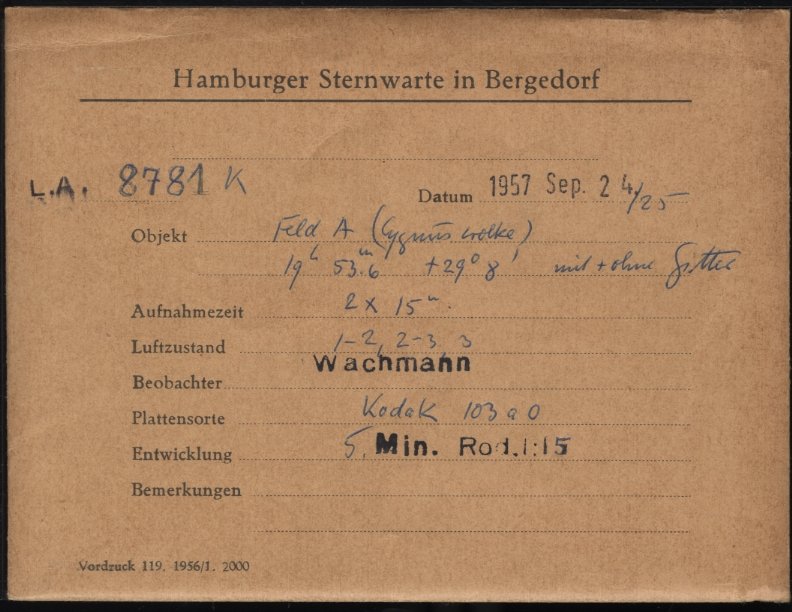 Hamburger Sternwarte in Bergedorf
L.A. 8781 K
Datum 1957 Sep. 24/25
Objekt Feld A (Cygnuswolke)
19h 53.6m +29° 8' mit + ohne Gitter
Aufnahmezeit 2 x 15m.
Luftzustand 1-2, 2-3, 3
Beobachter Wachmann
Plattensorte Kodak 103 a O
Entwicklung 5. Min. Rod.1:15
Bemerkungen
Vordruck 119. 1956/1. 2000